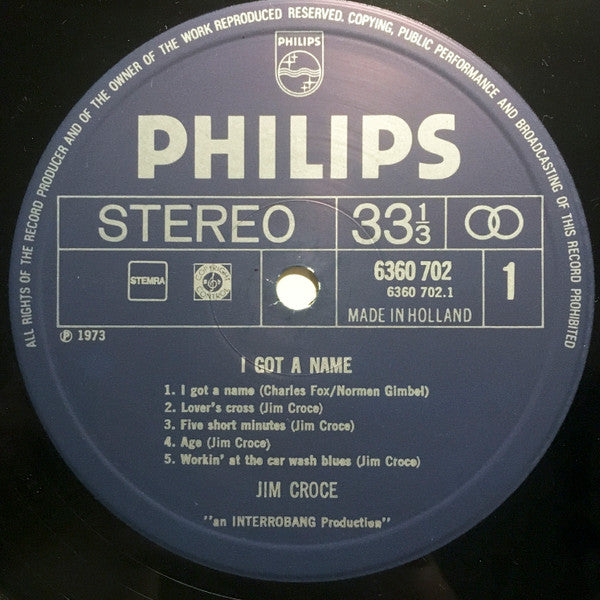 ALL RIGHTS OF THE RECORD PRODUCER AND OF THE OWNER OF THE WORK REPRODUCED RESERVED. COPYING, PUBLIC PERFORMANCE AND BROADCASTING OF THIS RECORD PROHIBITED
PHILIPS
PHILIPS
STEREO 33⅓
STEMRA COPYRIGHT CONTROL 6360 702 1
6360 702.1
MADE IN HOLLAND
℗ 1973
I GOT A NAME
1. I got a name (Charles Fox/Normen Gimbel)
2. Lover's cross (Jim Croce)
3. Five short minutes (Jim Croce)
4. Age (Jim Croce)
5. Workin' at the car wash blues (Jim Croce)
JIM CROCE
"an INTERROBANG Production"